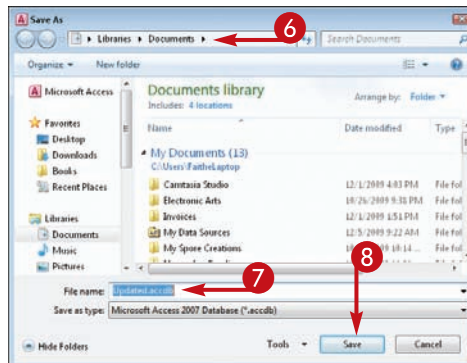 Save As
Libraries ▸ Documents ▸
6
Search Documents
Organize
New folder
Microsoft Access
Documents library
Includes: 4 locations
Arrange by: Folder
Favorites
Desktop
Downloads
Books
Recent Places
Libraries
Documents
Music
Pictures
Name
Date modified
Type
My Documents (13)
C:\Users\FaitheLaptop
Camtasia Studio
12/1/2009 4:03 PM
File fol
Electronic Arts
10/26/2009 9:38 PM
File fol
Invoices
12/1/2009 1:51 PM
File fol
My Data Sources
12/5/2009 9:22 AM
File fol
My Spore Creations
File fol
8
File name:
Updated.accdb
7
Save as type:
Microsoft Access 2007 Database (*.accdb)
Hide Folders
Tools
Save
Cancel